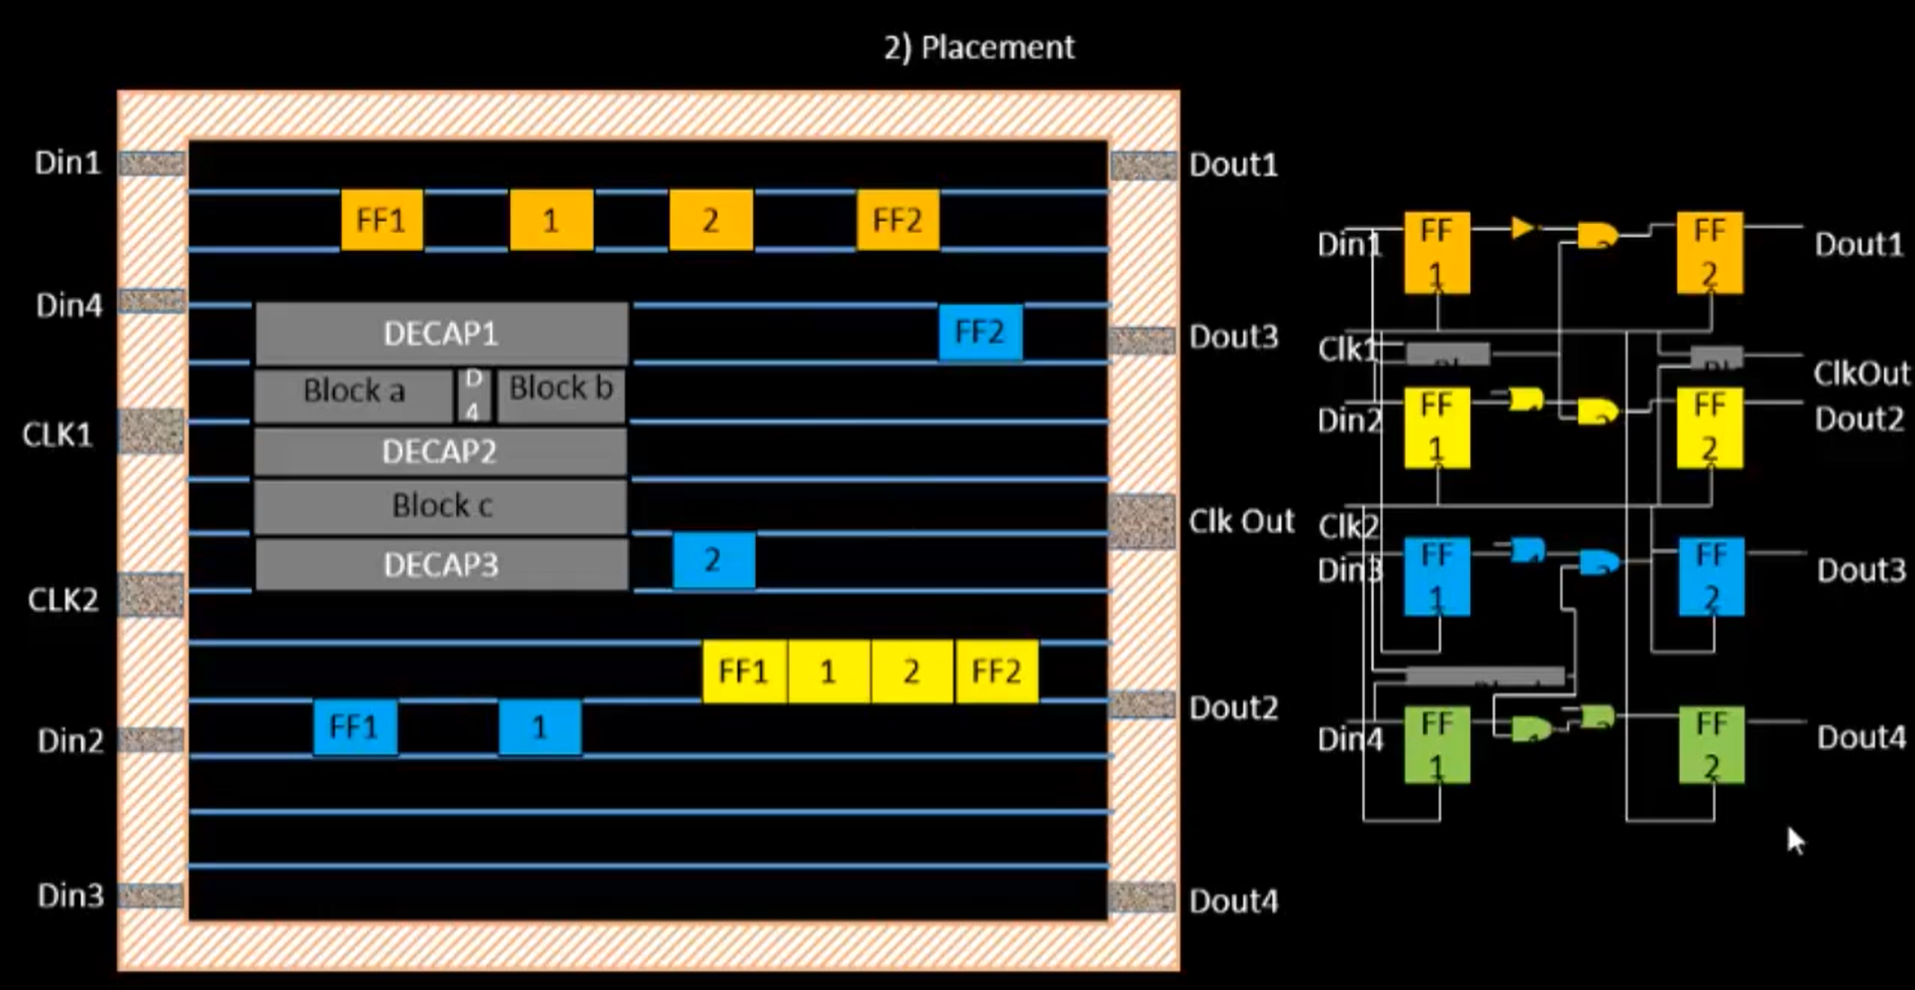 2) Placement
Din1
Dout1
FF1
1
2
FF2
Din4
DECAP1
FF2
Dout3
Block a
D
4
Block b
CLK1
DECAP2
Block c
Clk Out
DECAP3
2
CLK2
FF1
1
2
FF2
Dout2
FF1
1
Din2
Din3
Dout4
Din1
FF
1
FF
2
Dout1
Clk1
ClkOut
Din2
FF
1
FF
2
Dout2
Clk2
Din3
FF
1
FF
2
Dout3
Din4
FF
1
FF
2
Dout4